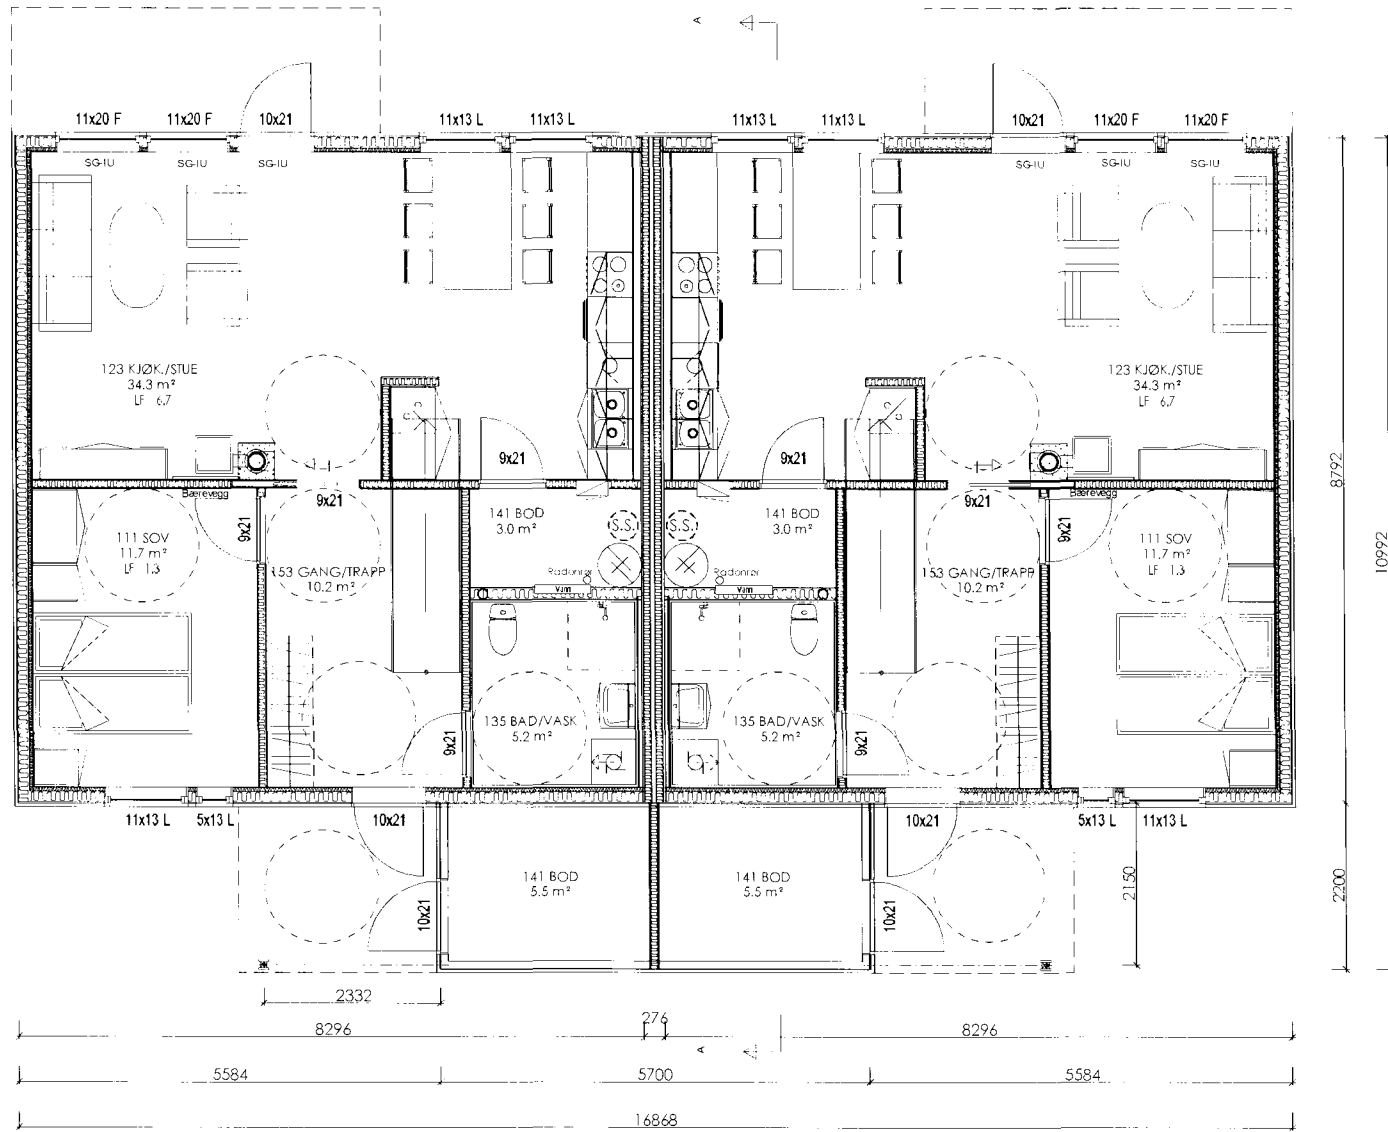 A
11x20 F 11x20 F 10x21 11x13 L 11x13 L 11x13 L 11x13 L 10x21 11x20 F 11x20 F
SG-IU SG-IU SG-IU SG-IU SG-IU SG-IU
123 KJØK./STUE
34.3 m²
LF 6.7
123 KJØK./STUE
34.3 m²
LF 6.7
9x21 9x21
Bærevegg 9x21 9x21 Bærevegg
111 SOV
11.7 m²
LF 1.3
9x21
153 GANG/TRAPP
10.2 m²
141 BOD
3.0 m²
S.S.
Radonrør
Vann
S.S.
Radonrør
Vann
141 BOD
3.0 m²
153 GANG/TRAPP
10.2 m²
9x21
111 SOV
11.7 m²
LF 1.3
9x21
135 BAD/VASK
5.2 m²
135 BAD/VASK
5.2 m²
9x21
11x13 L 5x13 L 10x21 10x21 5x13 L 11x13 L
10x21
141 BOD
5.5 m²
141 BOD
5.5 m²
10x21
2150
8792
2200
10992
2332
8296 276 8296
A
5584 5700 5584
16868